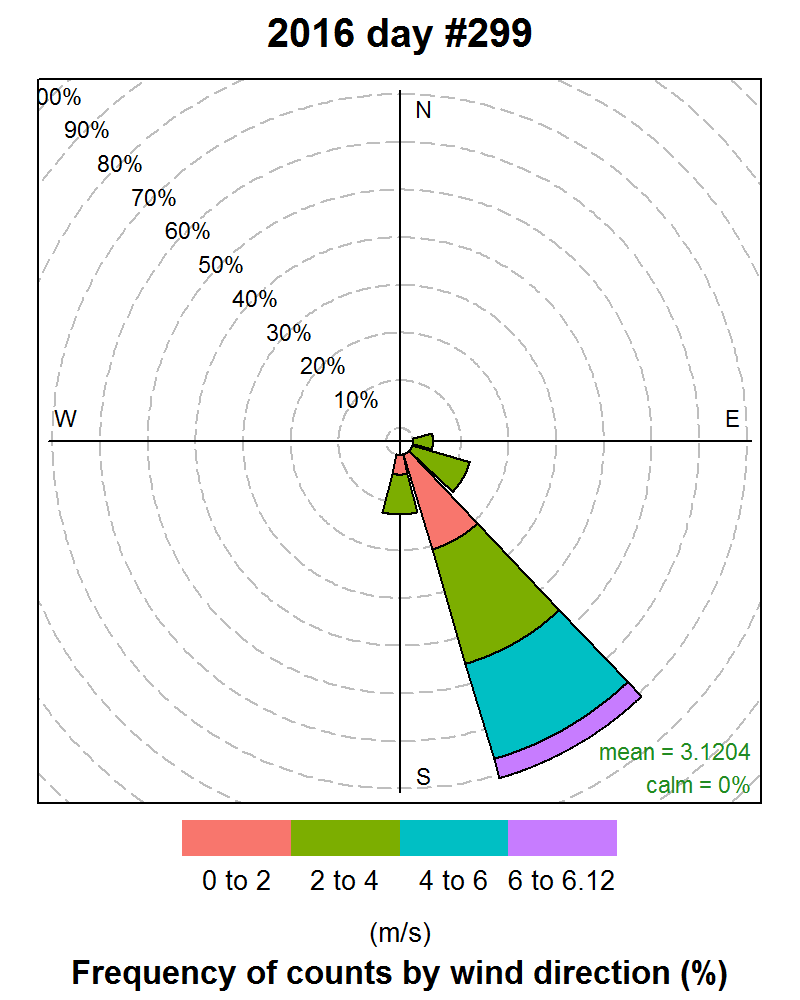 2016 day #299
00%
90%
80%
70%
60%
50%
40%
30%
20%
10%
N
W
E
S
mean = 3.1204
calm = 0%
0 to 2 2 to 4 4 to 6 6 to 6.12
(m/s)
Frequency of counts by wind direction (%)